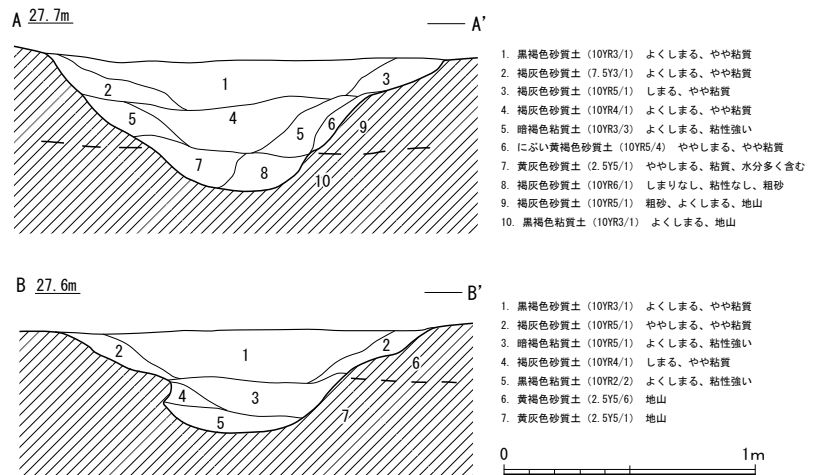 A 27.7m A'
1 2 3 4 5 5 6 9 7 8 10
1. 黒褐色砂質土（10YR3/1） よくしまる、やや粘質
2. 褐灰色砂質土（7.5Y3/1） よくしまる、やや粘質
3. 褐灰色砂質土（10YR5/1） しまる、やや粘質
4. 褐灰色砂質土（10YR4/1） よくしまる、やや粘質
5. 暗褐色粘質土（10YR3/3） よくしまる、粘性強い
6. にぶい黄褐色砂質土（10YR5/4） ややしまる、やや粘質
7. 黄灰色砂質土（2.5Y5/1） ややしまる、粘質、水分多く含む
8. 褐灰色砂質土（10YR6/1） しまりなし、粘性なし、粗砂
9. 褐灰色砂質土（10YR5/1） 粗砂、よくしまる、地山
10. 黒褐色粘質土（10YR3/1） よくしまる、地山
B 27.6m B'
1 2 2 6 4 3 7 5
1. 黒褐色砂質土（10YR3/1） よくしまる、やや粘質
2. 褐灰色砂質土（10YR5/1） ややしまる、やや粘質
3. 暗褐色砂質土（10YR5/1） よくしまる、粘性強い
4. 褐灰色砂質土（10YR4/1） しまる、やや粘質
5. 黒褐色粘質土（10YR2/2） よくしまる、粘性強い
6. 黄褐色砂質土（2.5Y5/6） 地山
7. 黄灰色砂質土（2.5Y5/1） 地山
0 1m